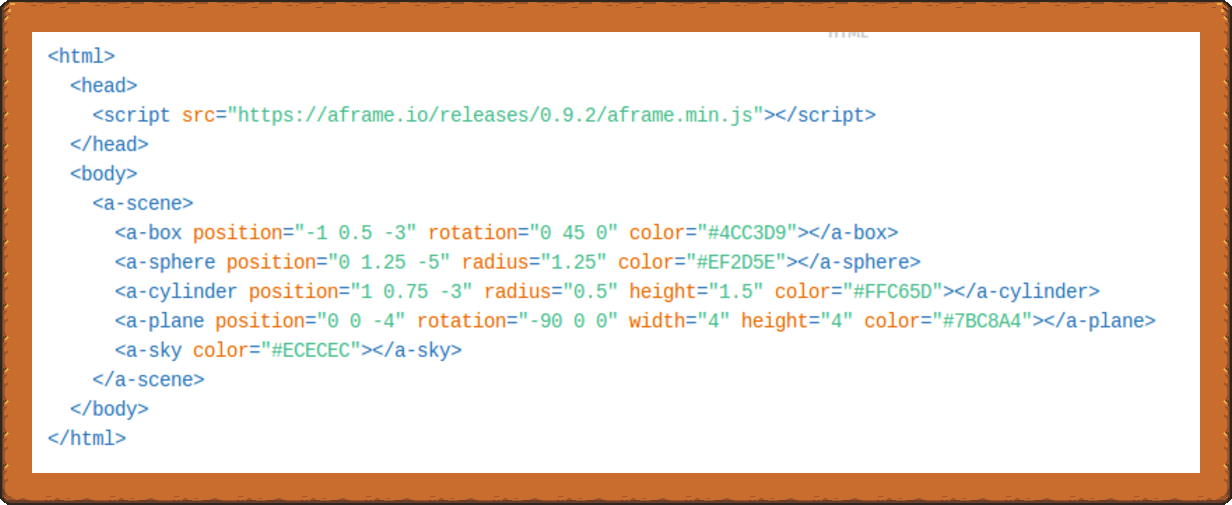 HTML
<html>
  <head>
    <script src="https://aframe.io/releases/0.9.2/aframe.min.js"></script>
  </head>
  <body>
    <a-scene>
      <a-box position="-1 0.5 -3" rotation="0 45 0" color="#4CC3D9"></a-box>
      <a-sphere position="0 1.25 -5" radius="1.25" color="#EF2D5E"></a-sphere>
      <a-cylinder position="1 0.75 -3" radius="0.5" height="1.5" color="#FFC65D"></a-cylinder>
      <a-plane position="0 0 -4" rotation="-90 0 0" width="4" height="4" color="#7BC8A4"></a-plane>
      <a-sky color="#ECECEC"></a-sky>
    </a-scene>
  </body>
</html>